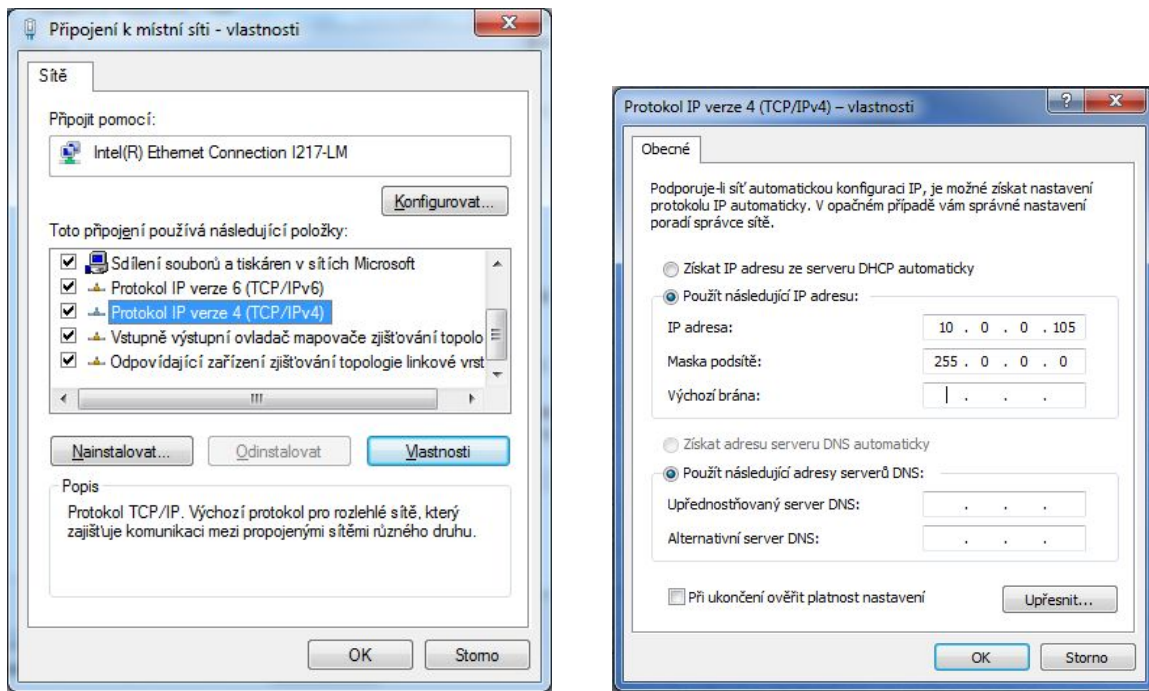 Připojení k místní síti - vlastnosti
Sítě
Připojit pomocí:
Intel(R) Ethernet Connection I217-LM
Konfigurovat...
Toto připojení používá následující položky:
Sdílení souborů a tiskáren v sítích Microsoft
Protokol IP verze 6 (TCP/IPv6)
Protokol IP verze 4 (TCP/IPv4)
Vstupně výstupní ovladač mapovače zjišťování topolo
Odpovídající zařízení zjišťování topologie linkové vrst
Nainstalovat...
Odinstalovat
Vlastnosti
Popis
Protokol TCP/IP. Výchozí protokol pro rozlehlé sítě, který
zajišťuje komunikaci mezi propojenými sítěmi různého druhu.
OK
Storno
Protokol IP verze 4 (TCP/IPv4) – vlastnosti
Obecné
Podporuje-li síť automatickou konfiguraci IP, je možné získat nastavení
protokolu IP automaticky. V opačném případě vám správné nastavení
poradí správce sítě.
Získat IP adresu ze serveru DHCP automaticky
Použít následující IP adresu:
IP adresa: 10 . 0 . 0 . 105
Maska podsítě: 255 . 0 . 0 . 0
Výchozí brána: . . .
Získat adresu serveru DNS automaticky
Použít následující adresy serverů DNS:
Upřednostňovaný server DNS: . . .
Alternativní server DNS: . . .
Při ukončení ověřit platnost nastavení
Upřesnit...
OK
Storno